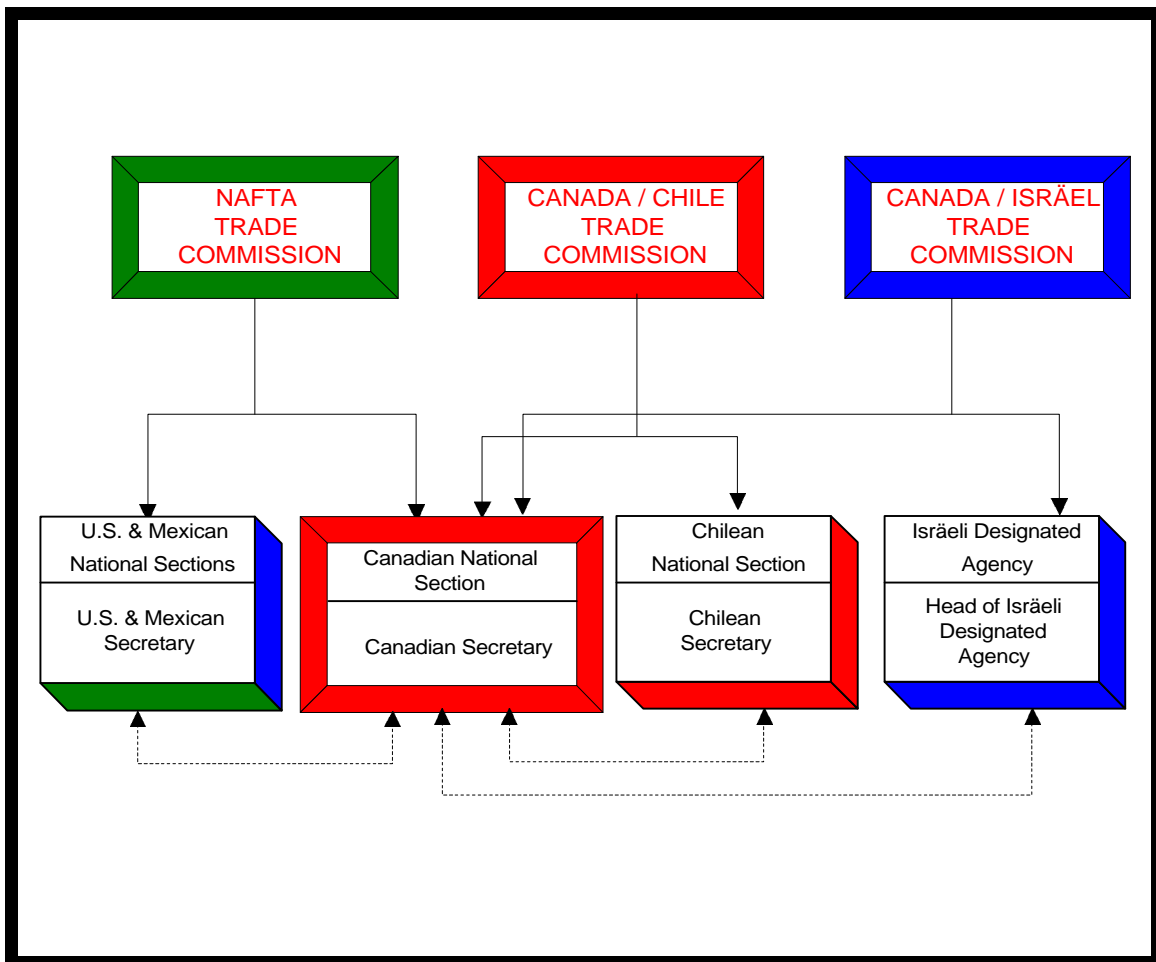 NAFTA
TRADE
COMMISSION
CANADA / CHILE
TRADE
COMMISSION
CANADA / ISRÄEL
TRADE
COMMISSION
U.S. & Mexican
National Sections
U.S. & Mexican
Secretary
Canadian National
Section
Canadian Secretary
Chilean
National Section
Chilean
Secretary
Isräeli Designated
Agency
Head of Isräeli
Designated
Agency